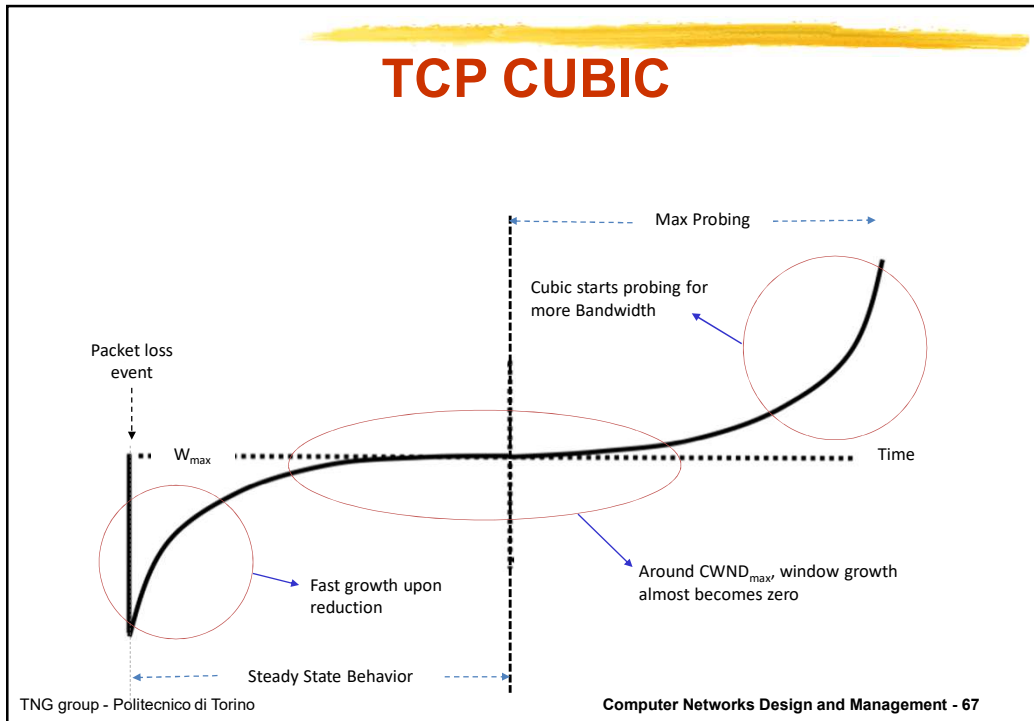 TCP CUBIC
Max Probing
Cubic starts probing for
more Bandwidth
Packet loss
event
Wmax
Time
Fast growth upon
reduction
Around CWNDmax, window growth
almost becomes zero
Steady State Behavior
TNG group - Politecnico di Torino
Computer Networks Design and Management - 67